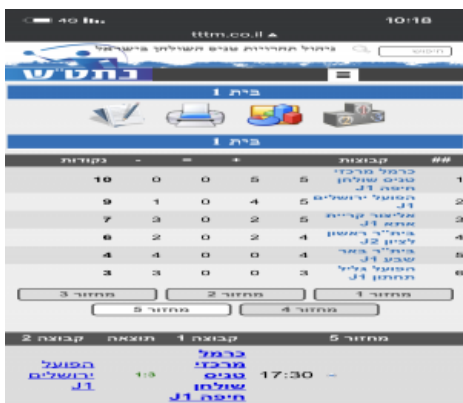 40
10:18
tttm.co.il
ניהול תחרויות טניס השולחן בישראל
חיפוש
נתט"ש
בית 1
בית 1
## קבוצות + = - נקודות
1 כרמל מרכזי טניס שולחן חיפה J1 5 5 0 0 10
2 הפועל ירושלים J1 5 4 0 1 9
3 אליצור קריית אתא J1 5 2 0 3 7
4 בית"ר ראשון לציון J2 4 2 0 2 6
5 בית"ר באר שבע J1 4 0 0 4 4
6 הפועל גליל תחתון J1 3 0 0 3 3
מחזור 1 מחזור 2 מחזור 3
מחזור 4 מחזור 5
מחזור 5 קבוצה 1 תוצאה קבוצה 2
17:30 כרמל מרכזי טניס שולחן חיפה J1 הפועל ירושלים J1